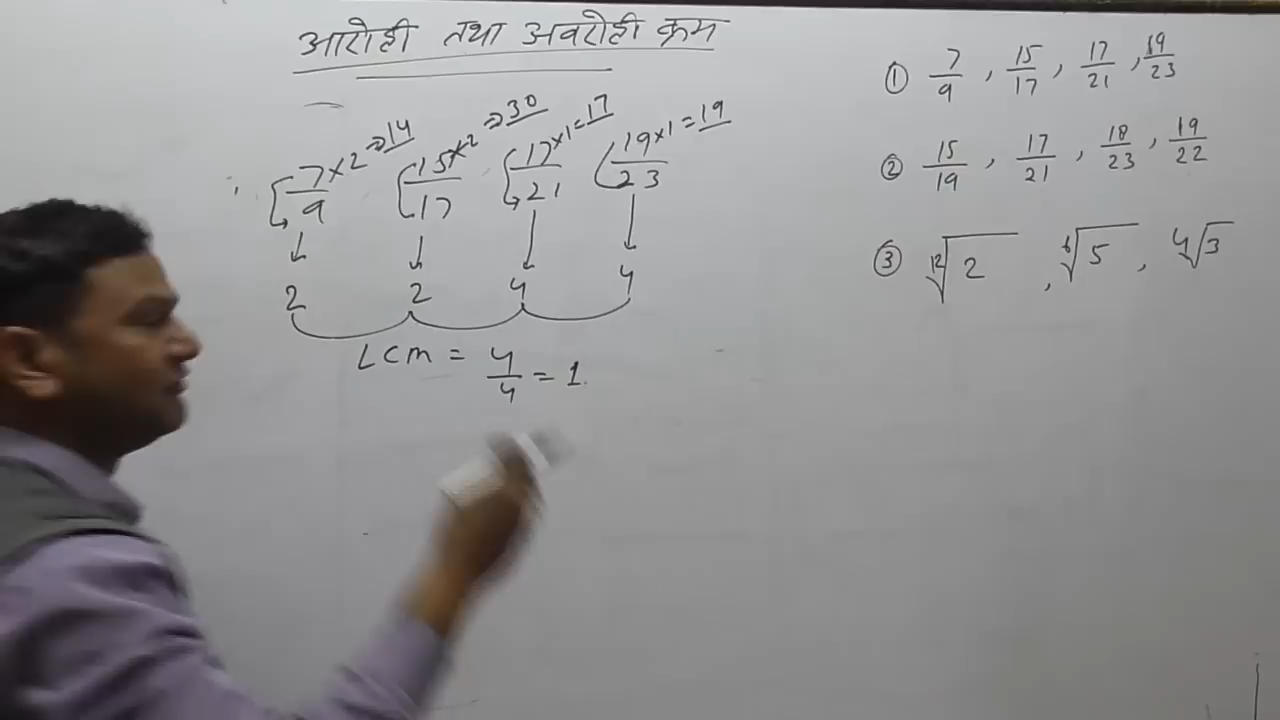 आरोही तथा अवरोही क्रम
7/9 ×2 ⇒ 14 15/17 ×2 ⇒ 30 17/21 ×1 = 17 19/23 ×1 = 19
2 2 4 4
LCM = 4/4 = 1.
① 7/9 , 15/17 , 17/21 , 19/23
② 15/19 , 17/21 , 18/23 , 19/22
③ ¹²√2 , ⁶√5 , ⁴√3